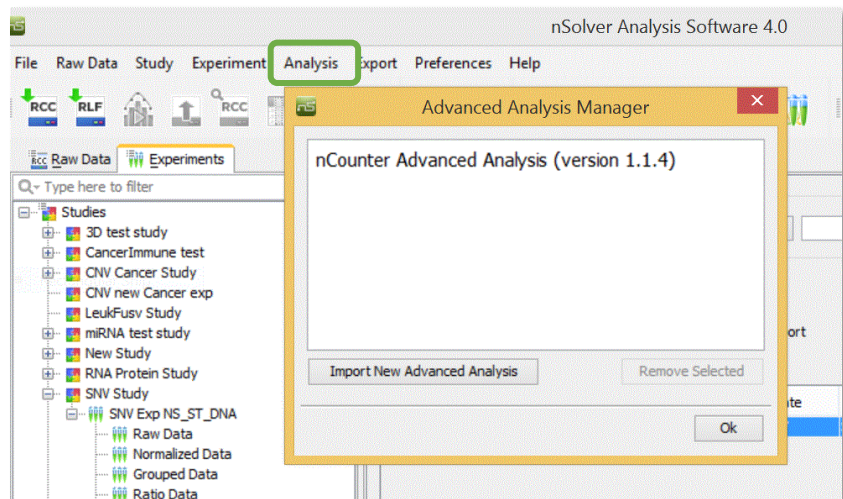 nSolver Analysis Software 4.0
File Raw Data Study Experiment Analysis Export Preferences Help
RCC RLF RCC
Advanced Analysis Manager
nCounter Advanced Analysis (version 1.1.4)
Import New Advanced Analysis Remove Selected
Ok
Raw Data Experiments
Type here to filter
Studies
3D test study
CancerImmune test
CNV Cancer Study
CNV new Cancer exp
LeukFusv Study
miRNA test study
New Study
RNA Protein Study
SNV Study
SNV Exp NS_ST_DNA
Raw Data
Normalized Data
Grouped Data
Ratio Data